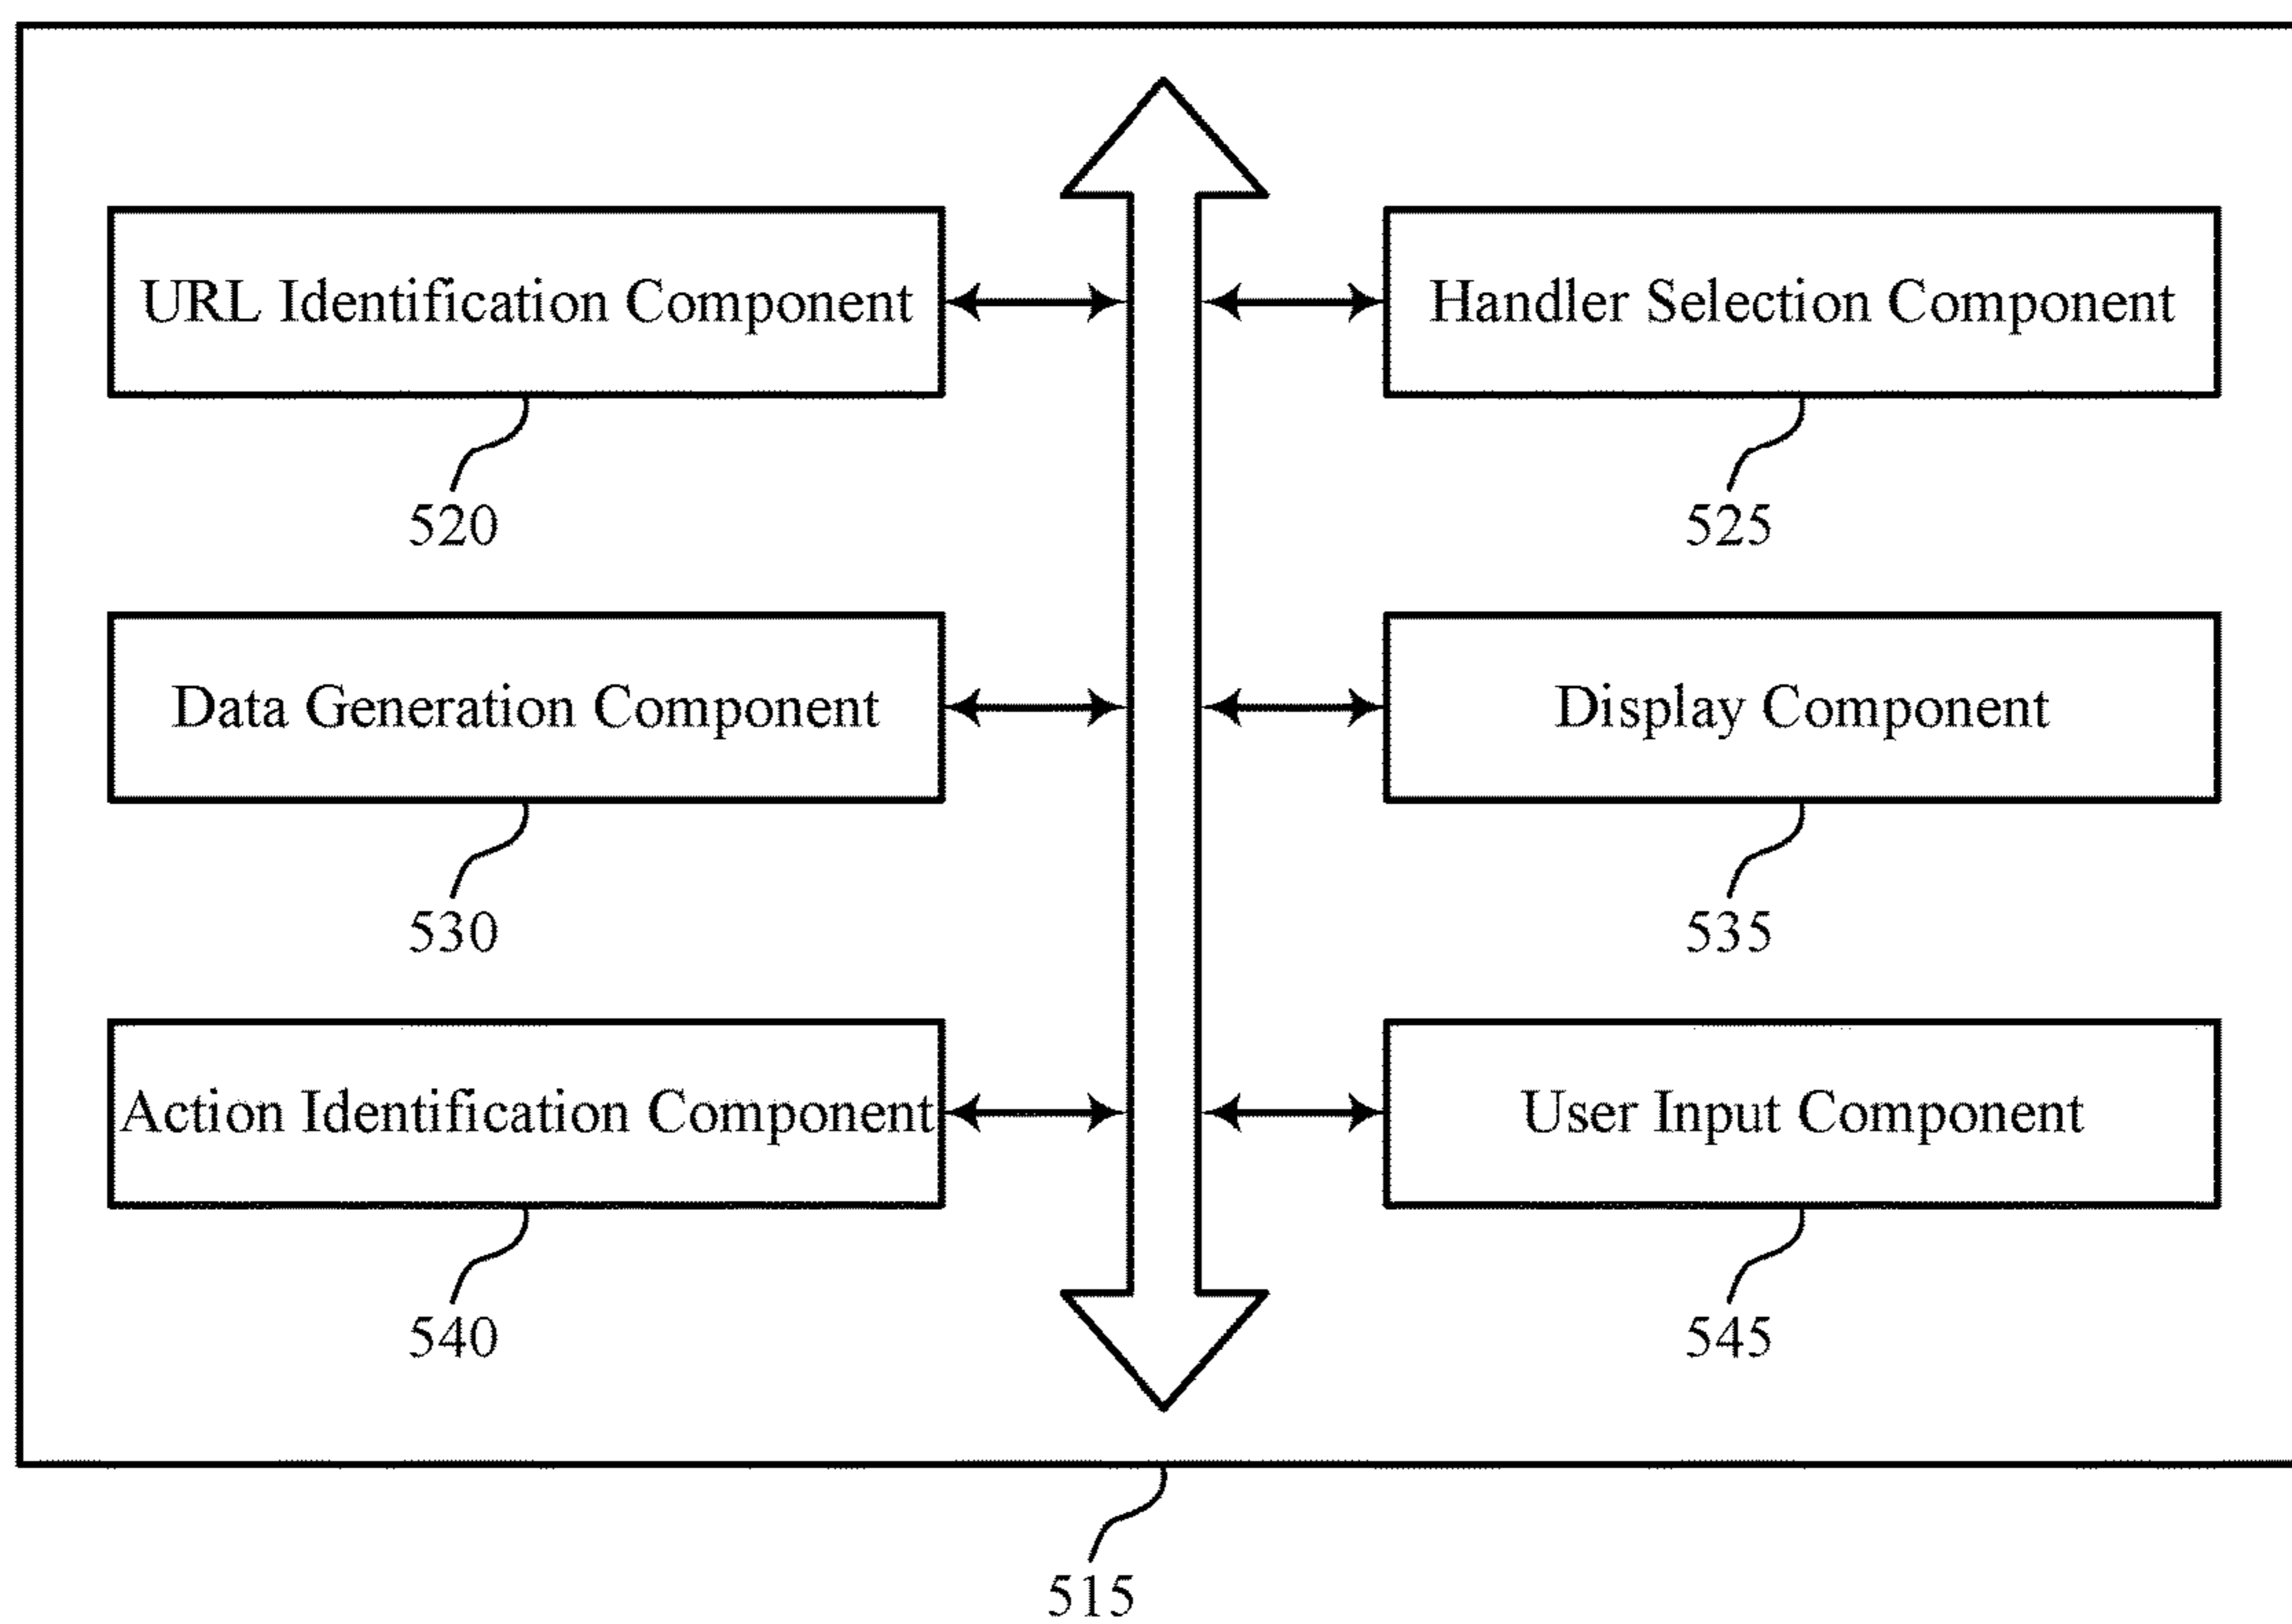 URL Identification Component
Handler Selection Component
520
525
Data Generation Component
Display Component
530
535
Action Identification Component
User Input Component
540
545
515